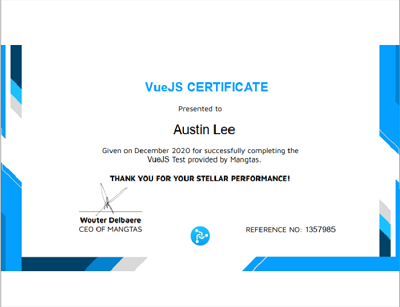 VueJS CERTIFICATE
Presented to
Austin Lee
Given on December 2020 for successfully completing the
VueJS Test provided by Mangtas.
THANK YOU FOR YOUR STELLAR PERFORMANCE!
Wouter Delbaere
CEO OF MANGTAS
REFERENCE NO: 1357985